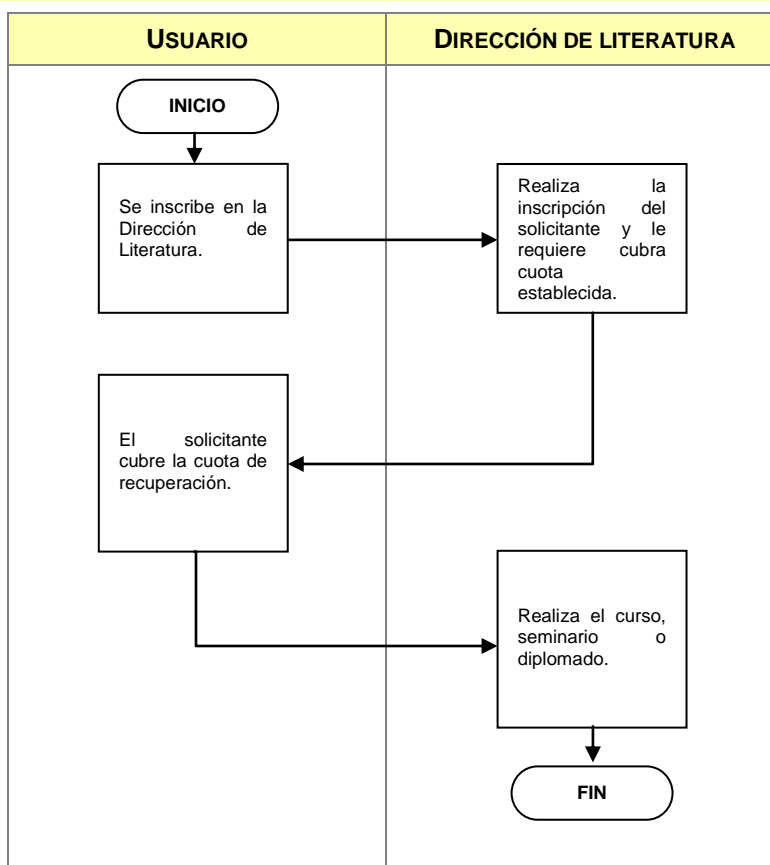 USUARIO
DIRECCIÓN DE LITERATURA
INICIO
Se inscribe en la
Dirección de
Literatura.
Realiza la
inscripción del
solicitante y le
requiere cubra
cuota
establecida.
El solicitante
cubre la cuota de
recuperación.
Realiza el curso,
seminario o
diplomado.
FIN